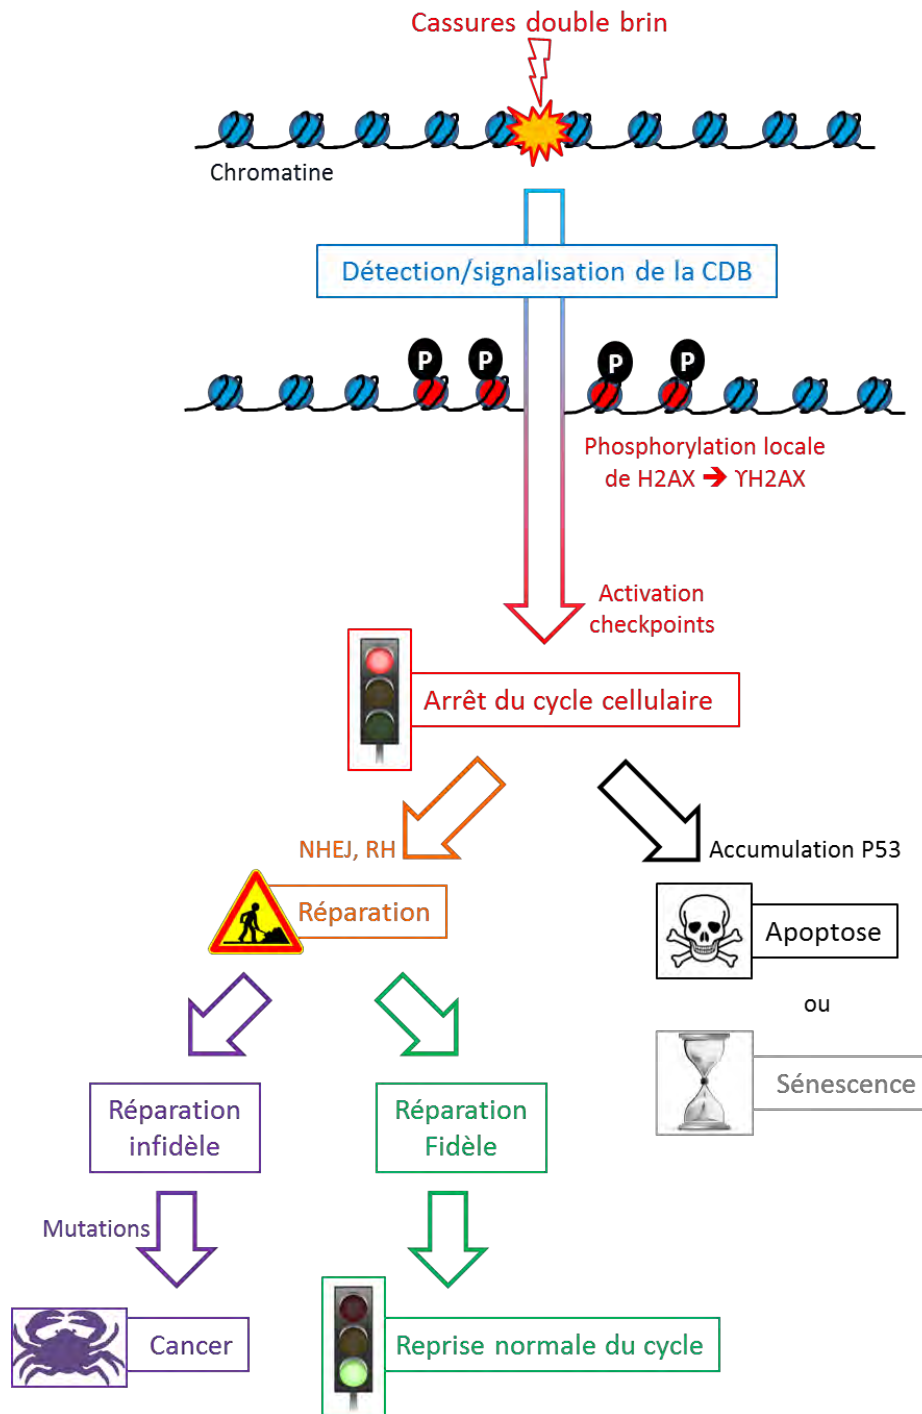 Cassures double brin
Chromatine
Détection/signalisation de la CDB
P P P P
Phosphorylation locale
de H2AX ➔ ϒH2AX
Activation
checkpoints
Arrêt du cycle cellulaire
NHEJ, RH
Accumulation P53
Réparation
Apoptose
ou
Sénescence
Réparation
infidèle
Réparation
Fidèle
Mutations
Cancer
Reprise normale du cycle